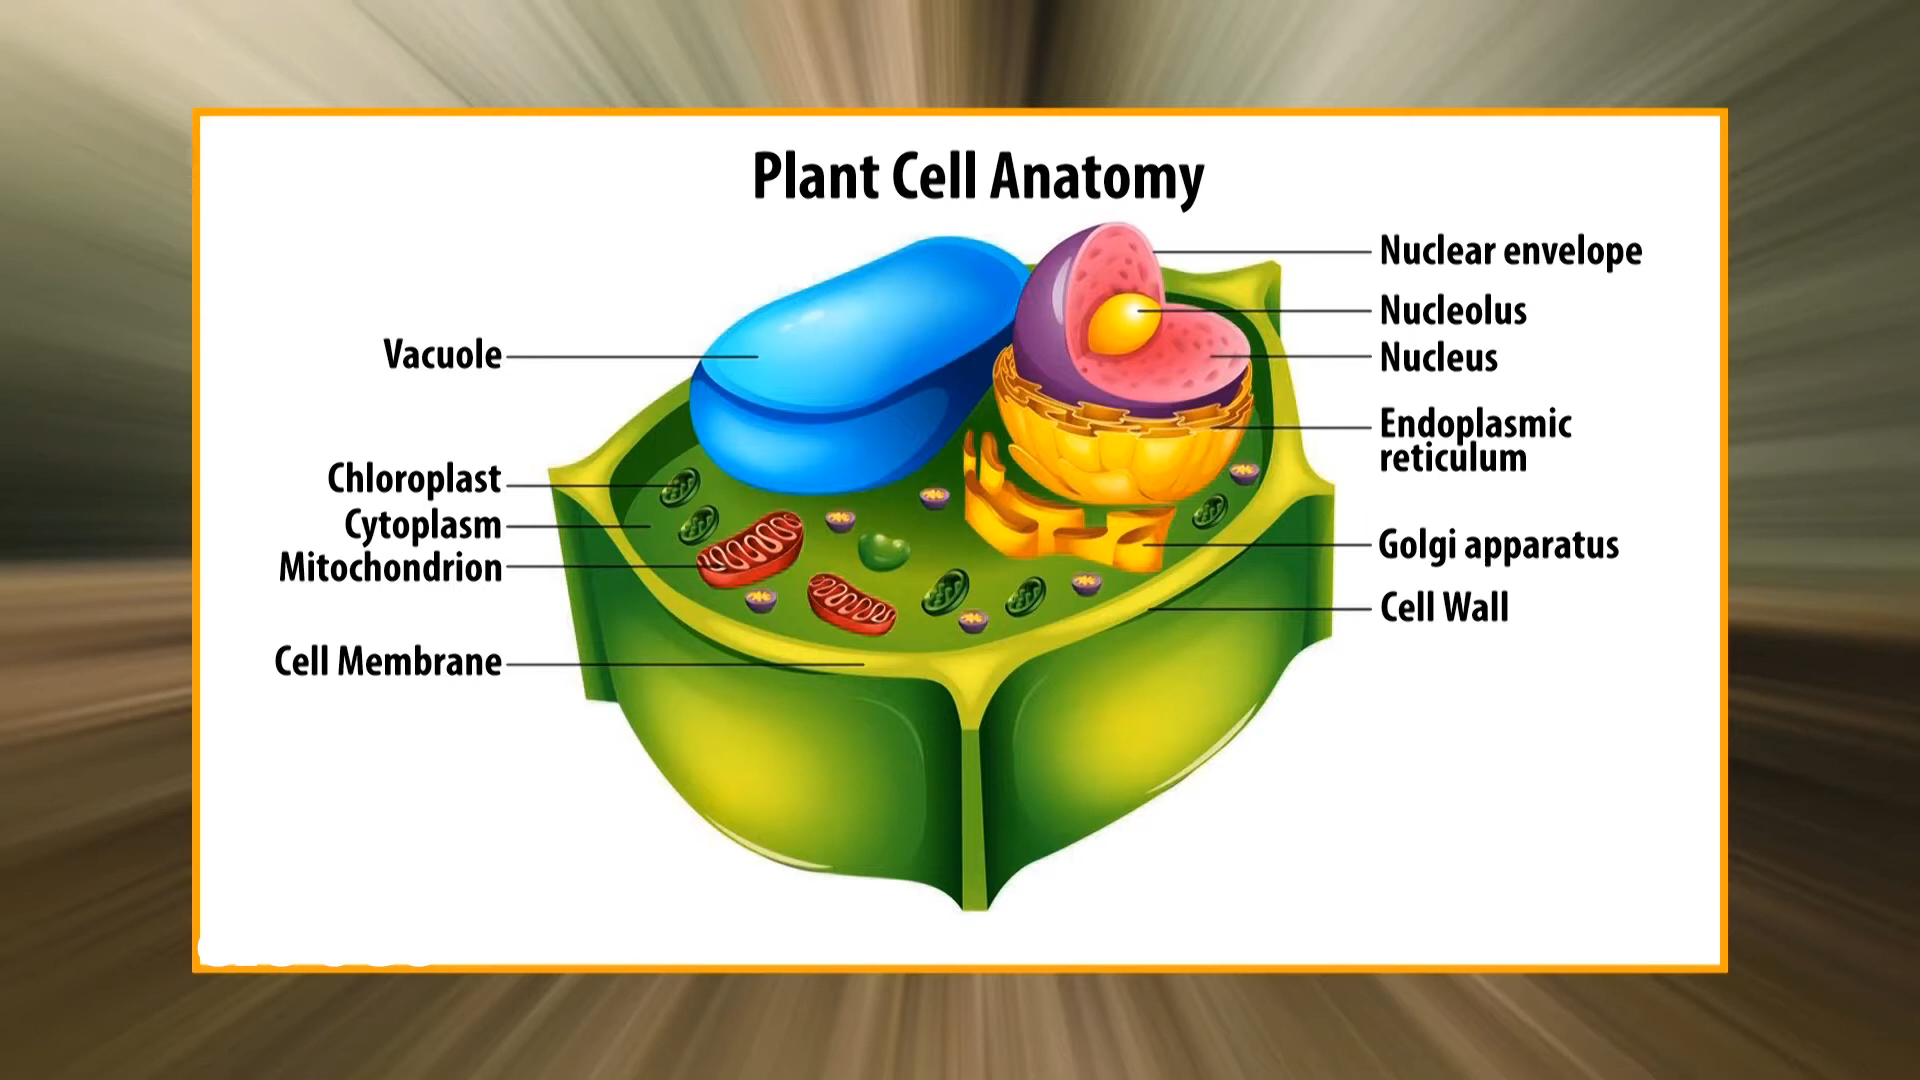 Plant Cell Anatomy
Vacuole
Chloroplast
Cytoplasm
Mitochondrion
Cell Membrane
Nuclear envelope
Nucleolus
Nucleus
Endoplasmic
reticulum
Golgi apparatus
Cell Wall